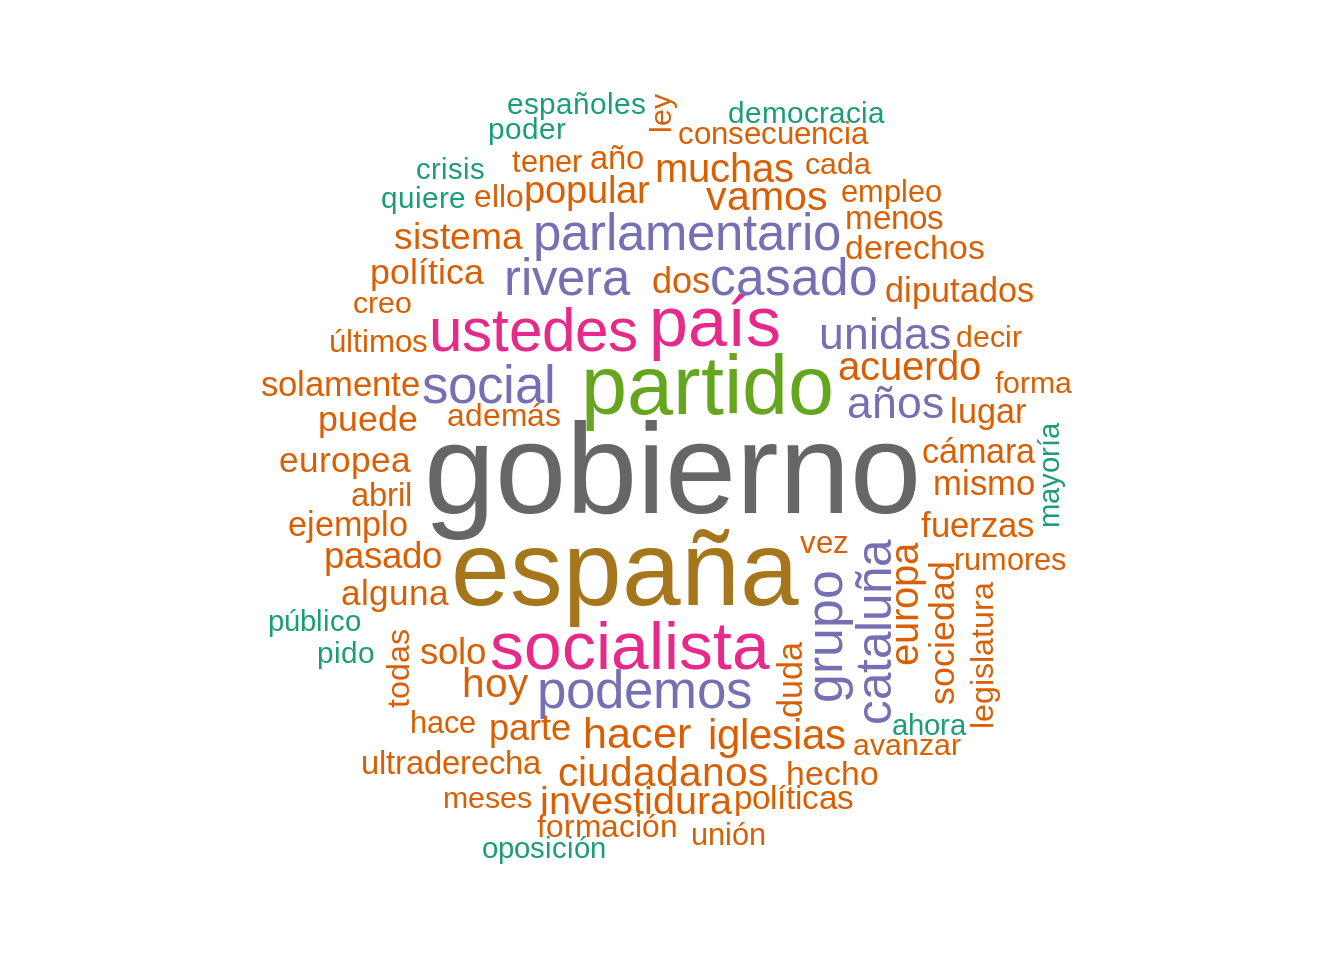 españoles
ley
democracia
poder
consecuencia
crisis
tener
año
muchas
cada
quiere
ello
popular
vamos
empleo
menos
sistema
parlamentario
derechos
política
rivera
dos
casado
diputados
creo
últimos
ustedes
país
unidas
decir
solamente
social
partido
acuerdo
forma
puede
además
años
lugar
europea
gobierno
cámara
mayoría
abril
mismo
ejemplo
fuerzas
pasado
españa
vez
rumores
alguna
grupo
cataluña
europa
sociedad
legislatura
público
pido
todas
solo
socialista
duda
hoy
podemos
hace
parte
hacer
iglesias
ahora
avanzar
ultraderecha
ciudadanos
hecho
meses
investidura
políticas
formación
unión
oposición